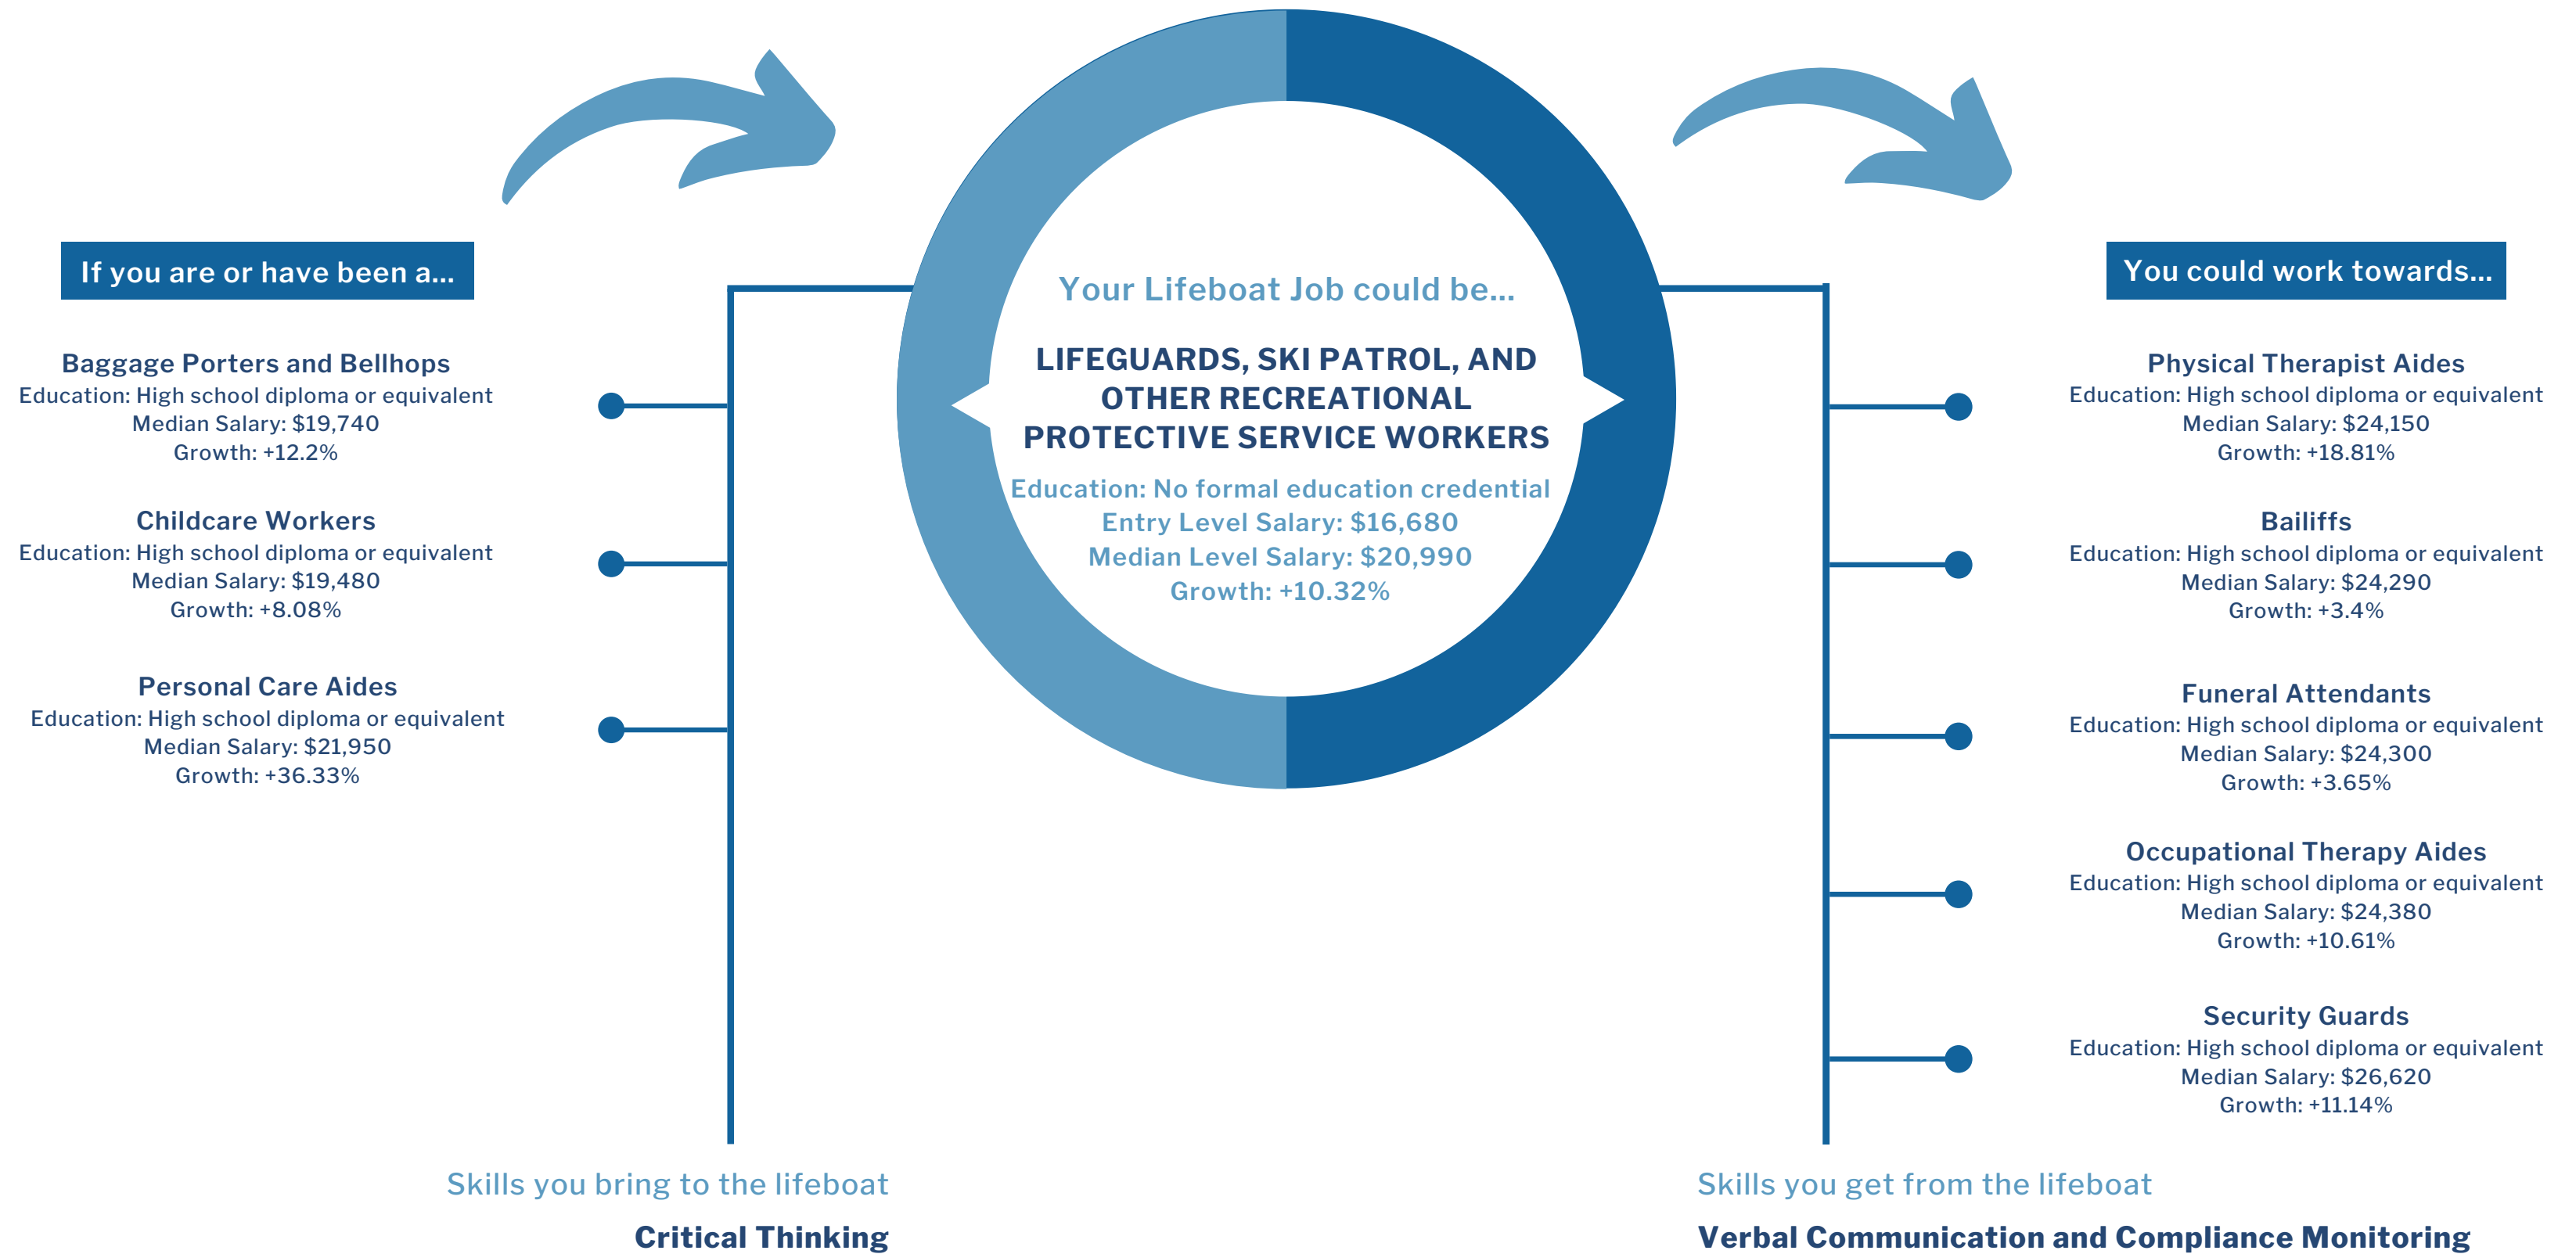 If you are or have been a...
Baggage Porters and Bellhops
Education: High school diploma or equivalent
Median Salary: $19,740
Growth: +12.2%
Childcare Workers
Education: High school diploma or equivalent
Median Salary: $19,480
Growth: +8.08%
Personal Care Aides
Education: High school diploma or equivalent
Median Salary: $21,950
Growth: +36.33%
Skills you bring to the lifeboat
Critical Thinking
Your Lifeboat Job could be...
LIFEGUARDS, SKI PATROL, AND
OTHER RECREATIONAL
PROTECTIVE SERVICE WORKERS
Education: No formal education credential
Entry Level Salary: $16,680
Median Level Salary: $20,990
Growth: +10.32%
You could work towards...
Physical Therapist Aides
Education: High school diploma or equivalent
Median Salary: $24,150
Growth: +18.81%
Bailiffs
Education: High school diploma or equivalent
Median Salary: $24,290
Growth: +3.4%
Funeral Attendants
Education: High school diploma or equivalent
Median Salary: $24,300
Growth: +3.65%
Occupational Therapy Aides
Education: High school diploma or equivalent
Median Salary: $24,380
Growth: +10.61%
Security Guards
Education: High school diploma or equivalent
Median Salary: $26,620
Growth: +11.14%
Skills you get from the lifeboat
Verbal Communication and Compliance Monitoring